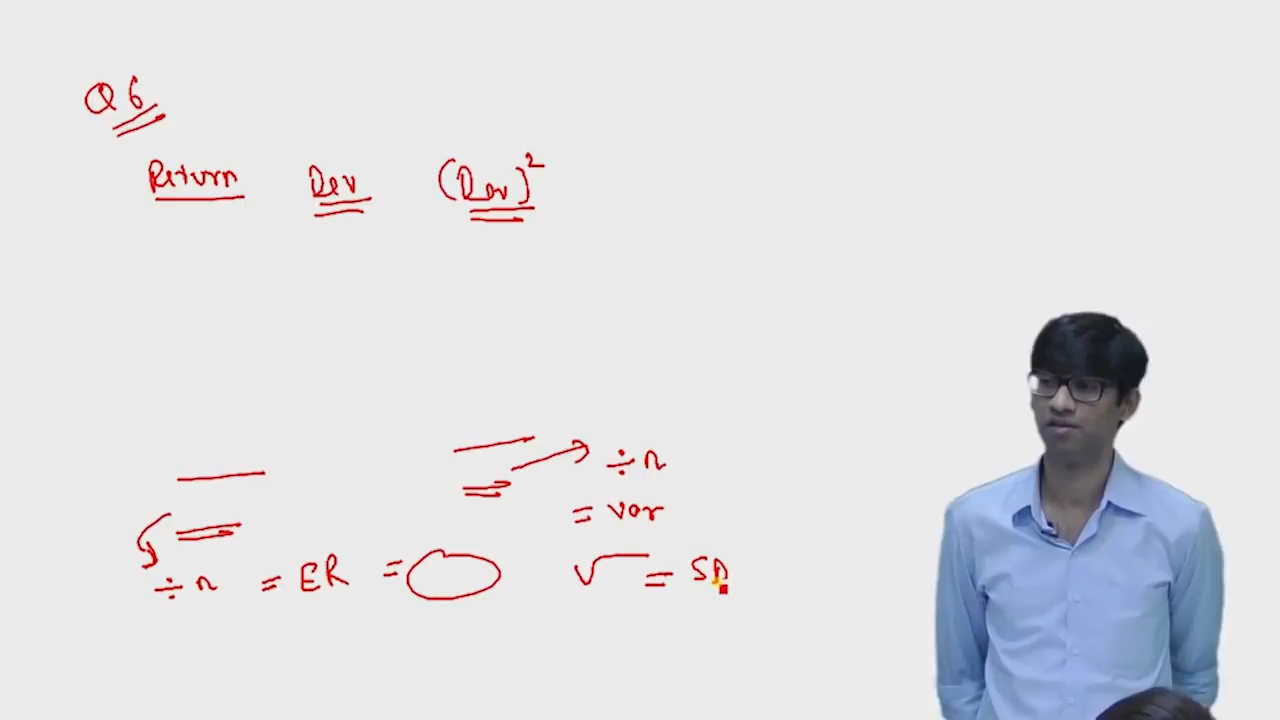 Q6
Return Dev (Dev)²
÷n
= var
÷n = ER = √ = SD